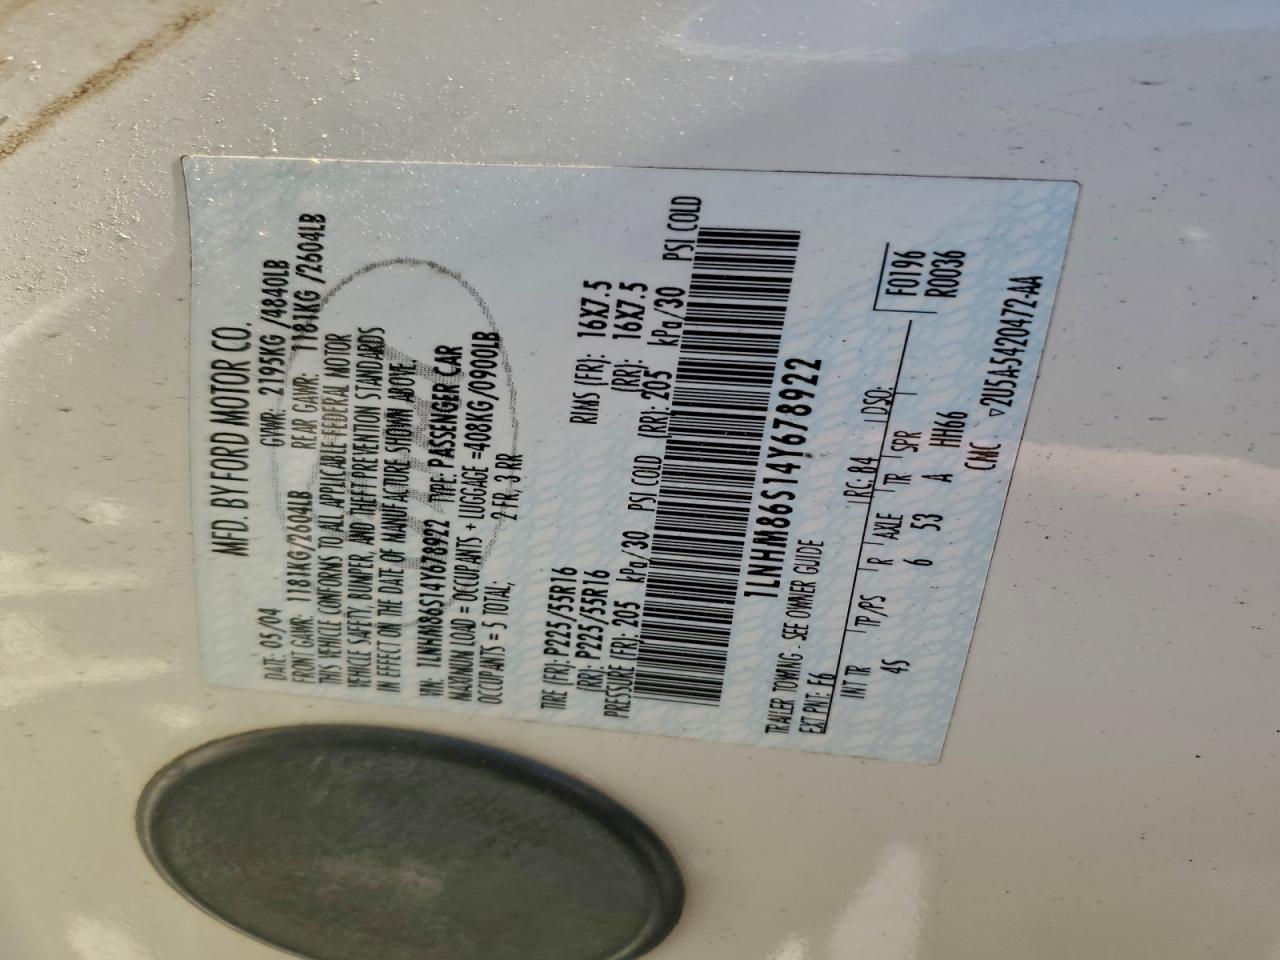 MFD. BY FORD MOTOR CO.
DATE: 05/04 GVWR: 2195KG /4840LB
FRONT GAWR: 1181KG/2604LB REAR GAWR: 1181KG /2604LB
THIS VEHICLE CONFORMS TO ALL APPLICABLE FEDERAL MOTOR
VEHICLE SAFETY, BUMPER, AND THEFT PREVENTION STANDARDS
IN EFFECT ON THE DATE OF MANUFACTURE SHOWN ABOVE.
VIN: 1LNHM86S14Y678922 TYPE: PASSENGER CAR
MAXIMUM LOAD = OCCUPANTS + LUGGAGE =408KG/0900LB
OCCUPANTS = 5 TOTAL; 2 FR, 3 RR
TIRE (FR): P225/55R16 RIMS (FR): 16X7.5
(RR): P225/55R16 (RR): 16X7.5
PRESSURE (FR): 205 kPa/30 PSI COLD (RR): 205 kPa/30 PSI COLD
1LNHM86S14Y678922
TRAILER TOWING - SEE OWNER GUIDE
EXT PNT: F6 RC: B4 DSO: F0196
INT TR TP/PS R AXLE TR SPR R0036
4S 6 53 A HH66
CMC ▽2U5A-5420472-AA